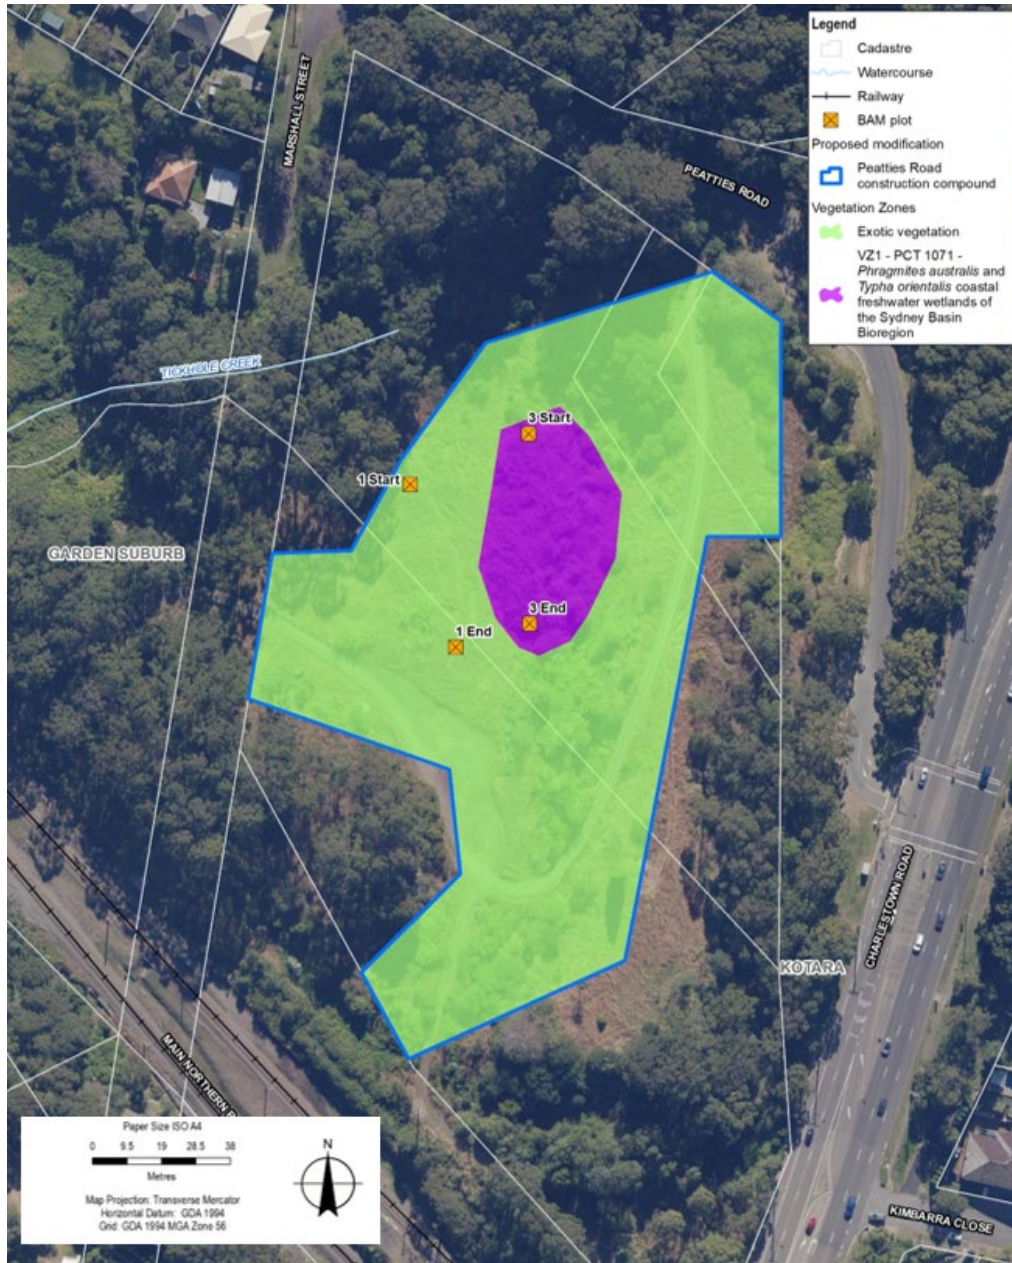 Legend
Cadastre
Watercourse
Railway
BAM plot
Proposed modification
Peatties Road
construction compound
Vegetation Zones
Exotic vegetation
VZ1 - PCT 1071 -
Phragmites australis and
Typha orientalis coastal
freshwater wetlands of
the Sydney Basin
Bioregion
MARSHALL STREET
PEATTIES ROAD
TICKHOLE CREEK
3 Start
1 Start
GARDEN SUBURB
3 End
1 End
CHARLESTOWN ROAD
KOTARA
MAIN NORTHERN
KIMBARRA CLOSE
Paper Size ISO A4
0 9.5 19 28.5 38
Metres
Map Projection: Transverse Mercator
Horizontal Datum: GDA 1994
Grid: GDA 1994 MGA Zone 56
N